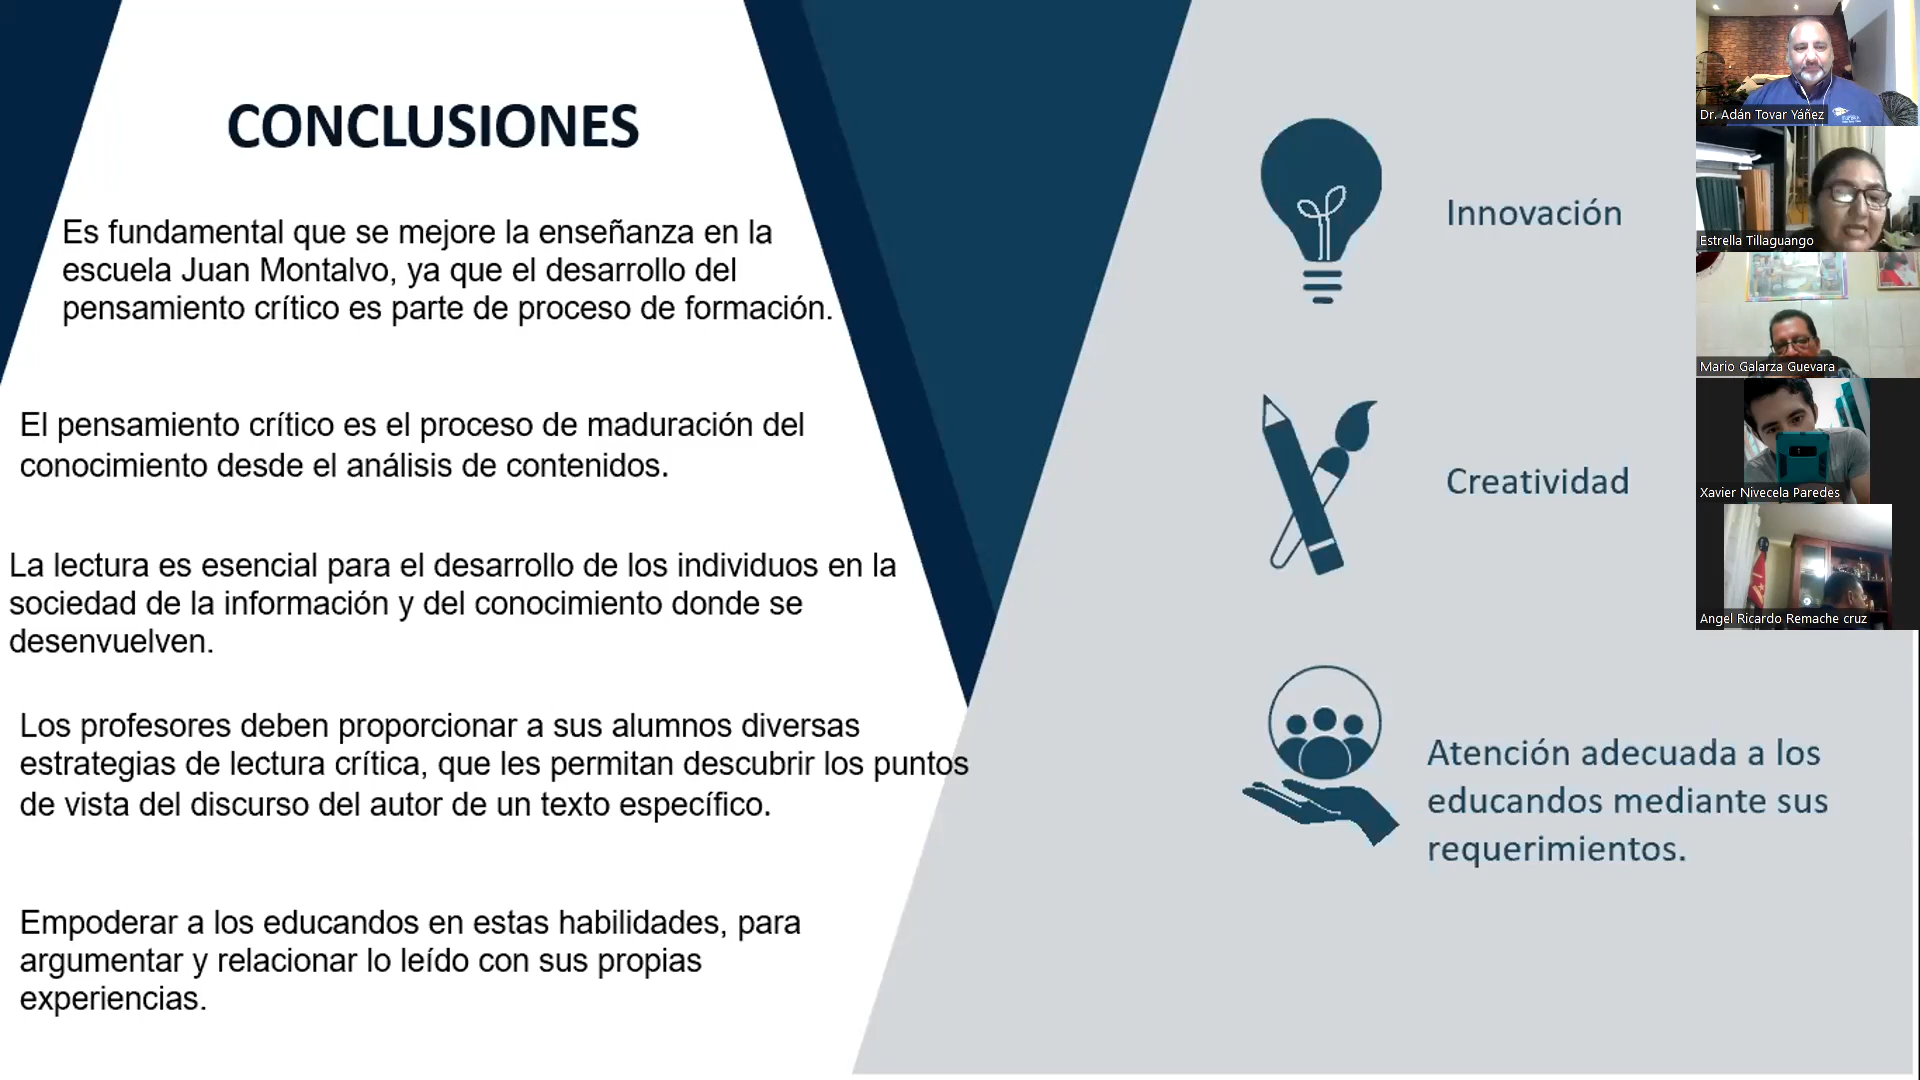 CONCLUSIONES
Es fundamental que se mejore la enseñanza en la
escuela Juan Montalvo, ya que el desarrollo del
pensamiento crítico es parte de proceso de formación.
El pensamiento crítico es el proceso de maduración del
conocimiento desde el análisis de contenidos.
La lectura es esencial para el desarrollo de los individuos en la
sociedad de la información y del conocimiento donde se
desenvuelven.
Los profesores deben proporcionar a sus alumnos diversas
estrategias de lectura crítica, que les permitan descubrir los puntos
de vista del discurso del autor de un texto específico.
Empoderar a los educandos en estas habilidades, para
argumentar y relacionar lo leído con sus propias
experiencias.
Innovación
Creatividad
Atención adecuada a los
educandos mediante sus
requerimientos.
Dr. Adán Tovar Yáñez
Estrella Tillaguango
Mario Galarza Guevara
Xavier Nivecela Paredes
Angel Ricardo Remache cruz